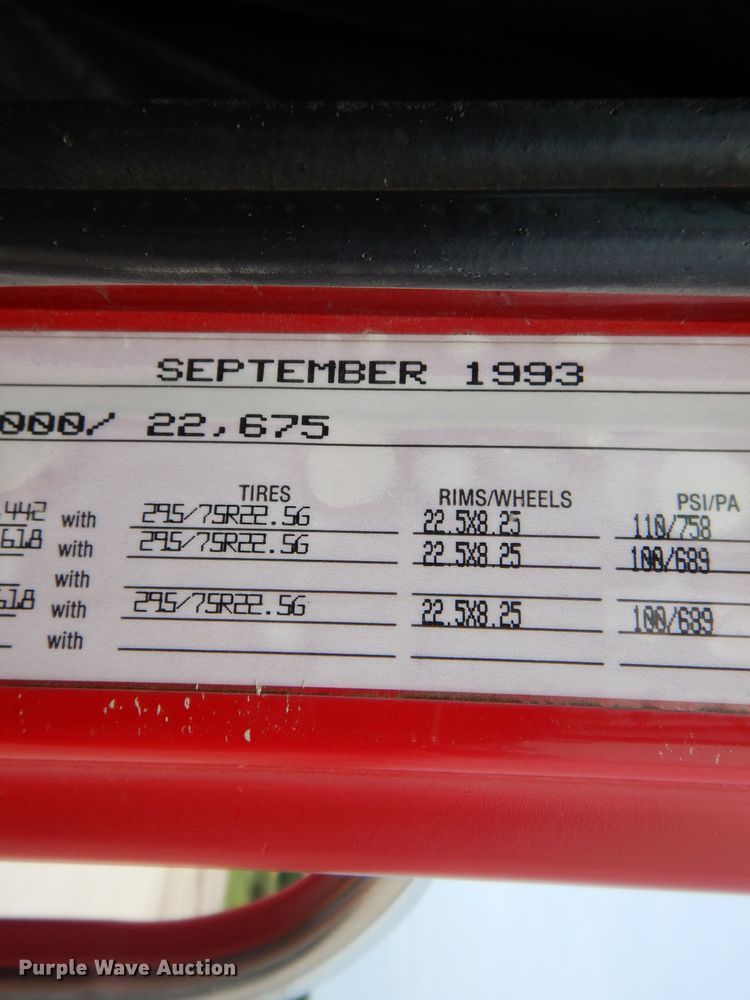 SEPTEMBER 1993
000/ 22,675
TIRES RIMS/WHEELS PSI/PA
.442 with 295/75R22.5G 22.5X8.25 110/758
618 with 295/75R22.5G 22.5X8.25 100/689
with
618 with 295/75R22.5G 22.5X8.25 100/689
with
Purple Wave Auction